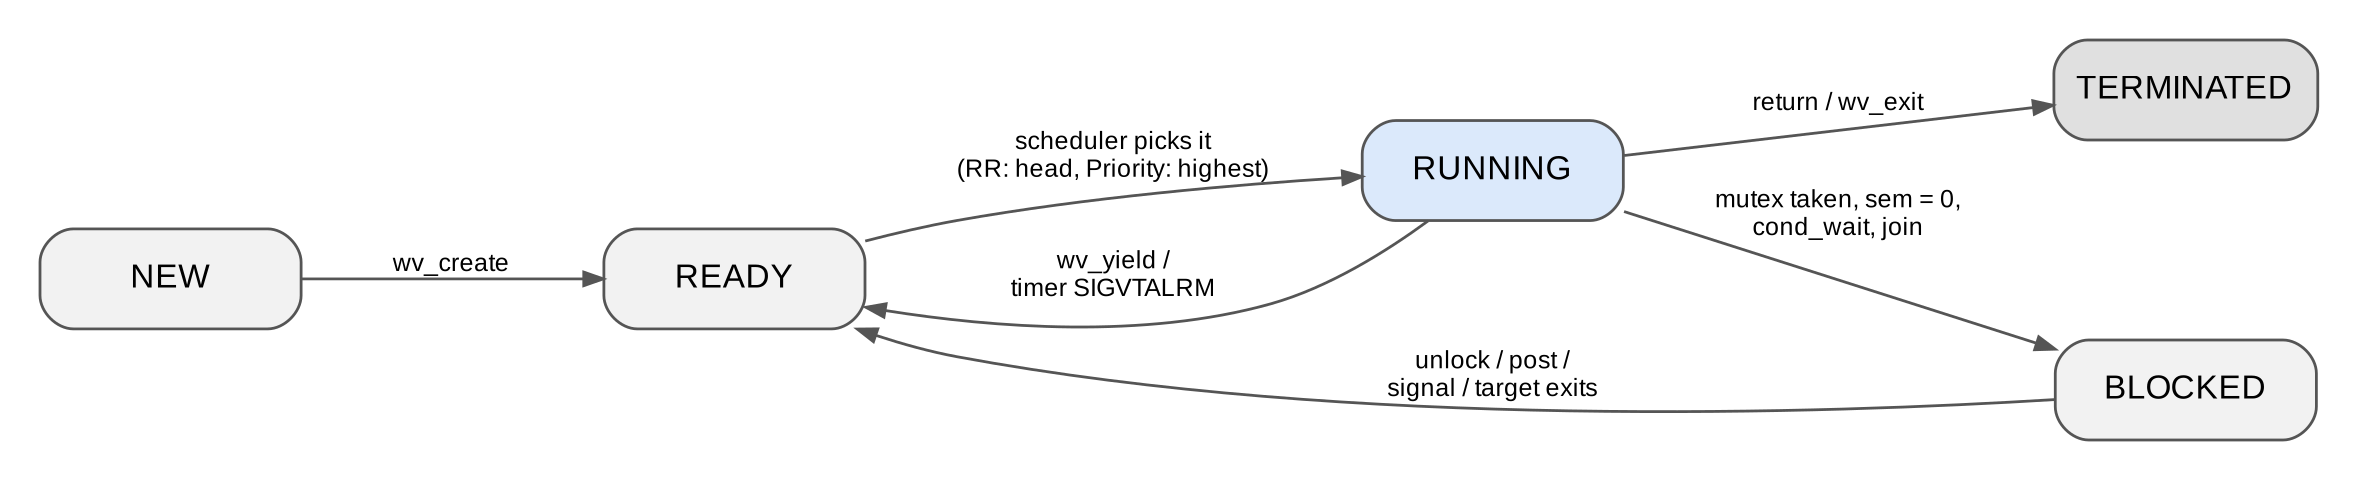 NEW
wv_create
READY
scheduler picks it
(RR: head, Priority: highest)
wv_yield /
timer SIGVTALRM
RUNNING
return / wv_exit
TERMINATED
mutex taken, sem = 0,
cond_wait, join
unlock / post /
signal / target exits
BLOCKED